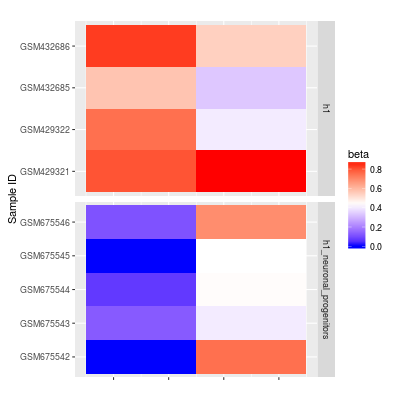 GSM432686
GSM432685
GSM429322
GSM429321
h1
GSM675546
GSM675545
GSM675544
GSM675543
GSM675542
h1_neuronal_progenitors
Sample ID
beta
0.8
0.6
0.4
0.2
0.0